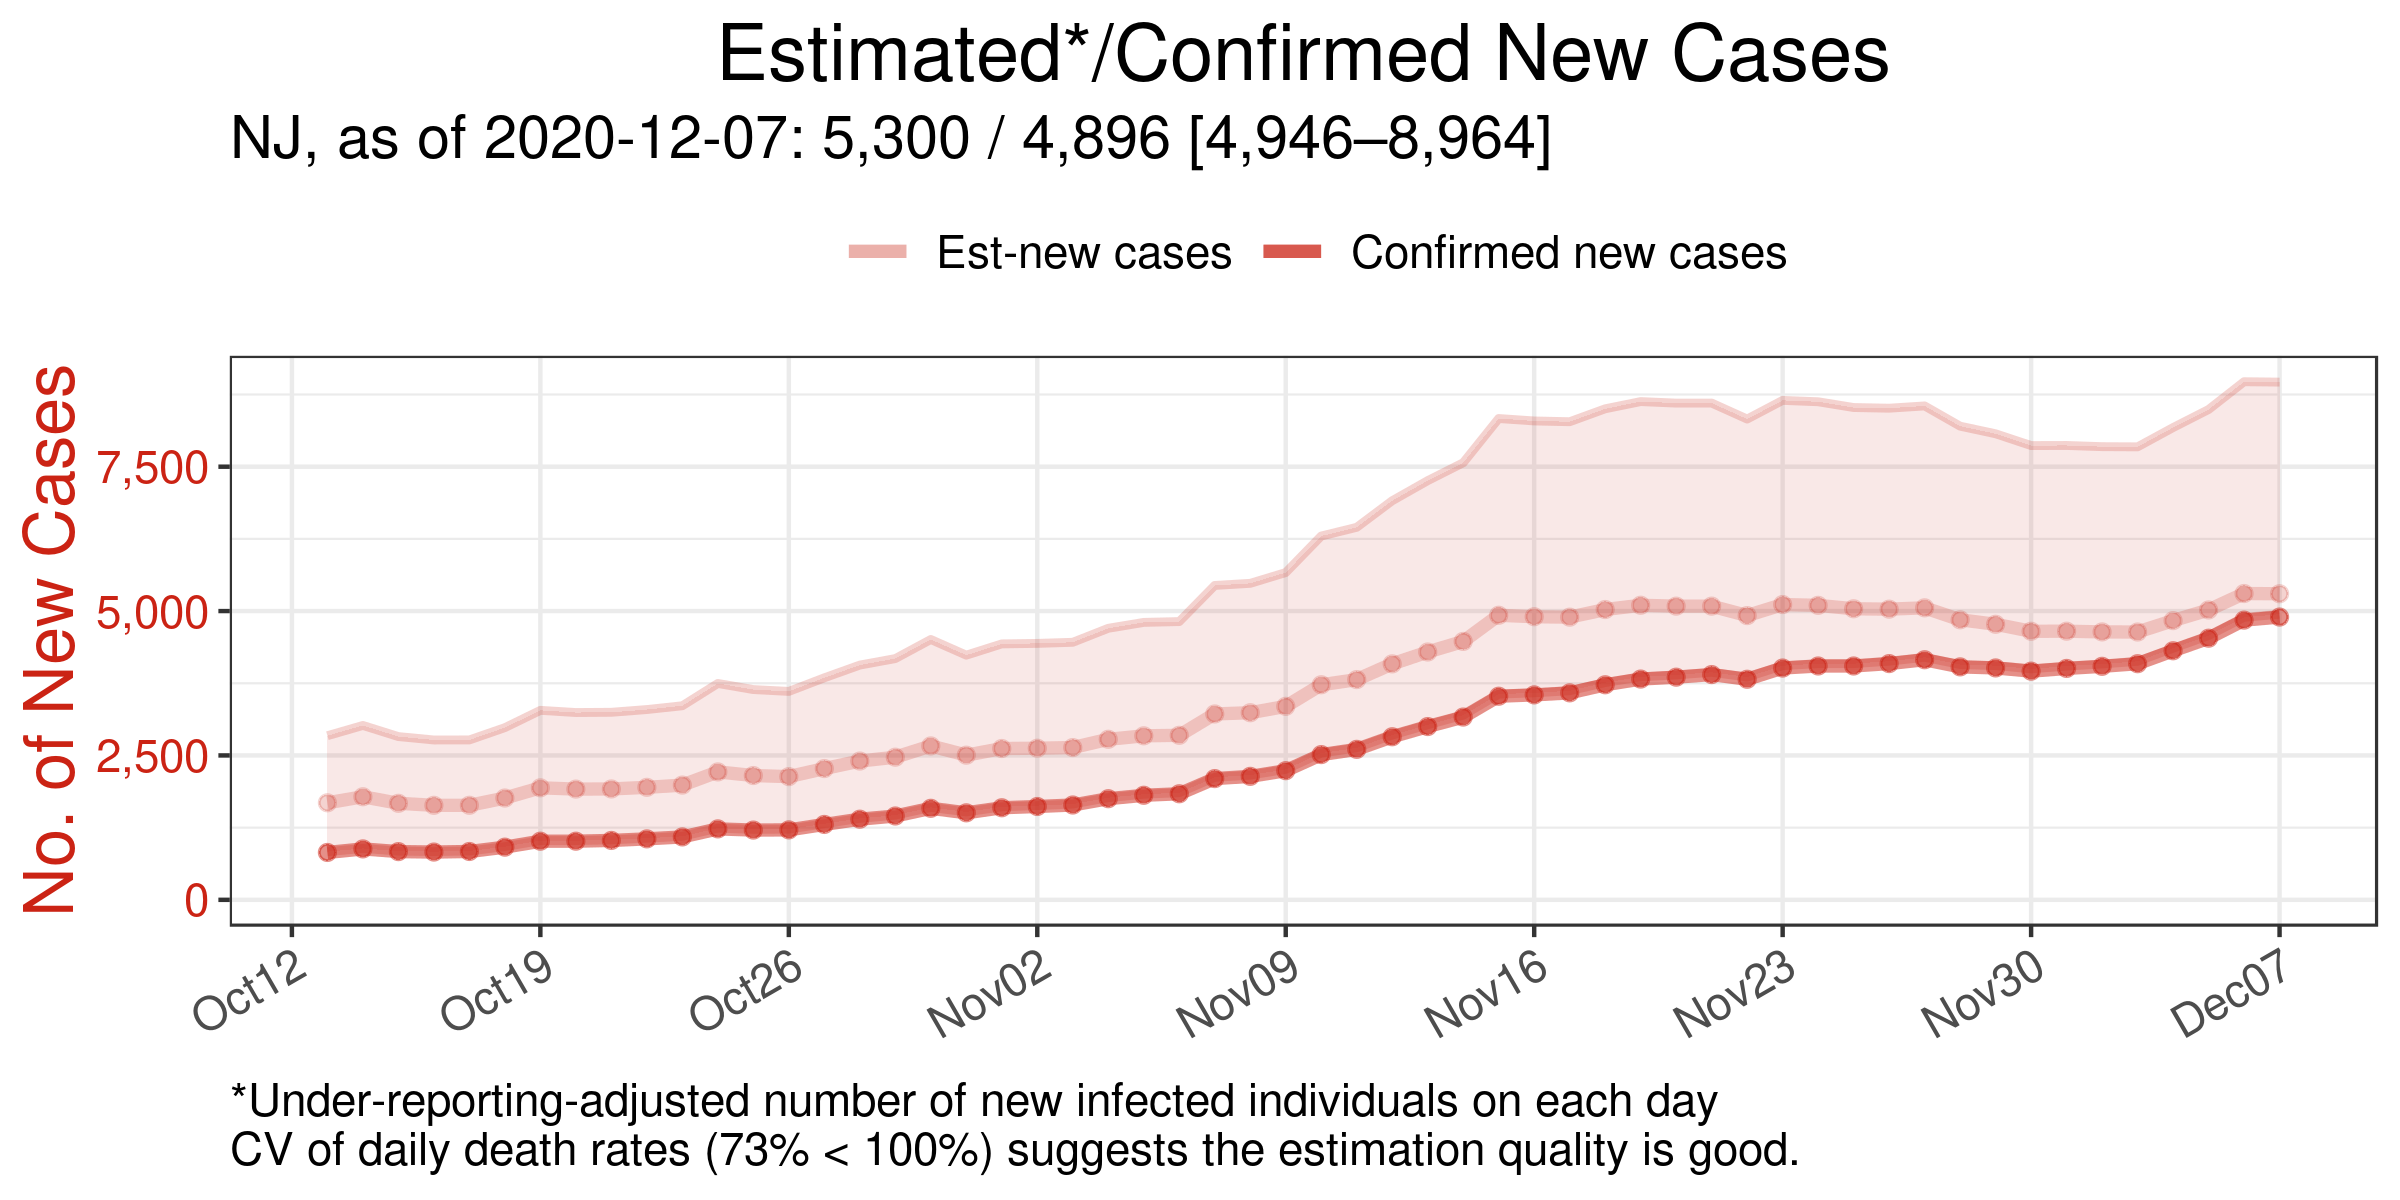 Estimated*/Confirmed New Cases
NJ, as of 2020-12-07: 5,300 / 4,896 [4,946–8,964]
Est-new cases
Confirmed new cases
No. of New Cases
7,500
5,000
2,500
0
Oct12
Oct19
Oct26
Nov02
Nov09
Nov16
Nov23
Nov30
Dec07
*Under-reporting-adjusted number of new infected individuals on each day
CV of daily death rates (73% < 100%) suggests the estimation quality is good.